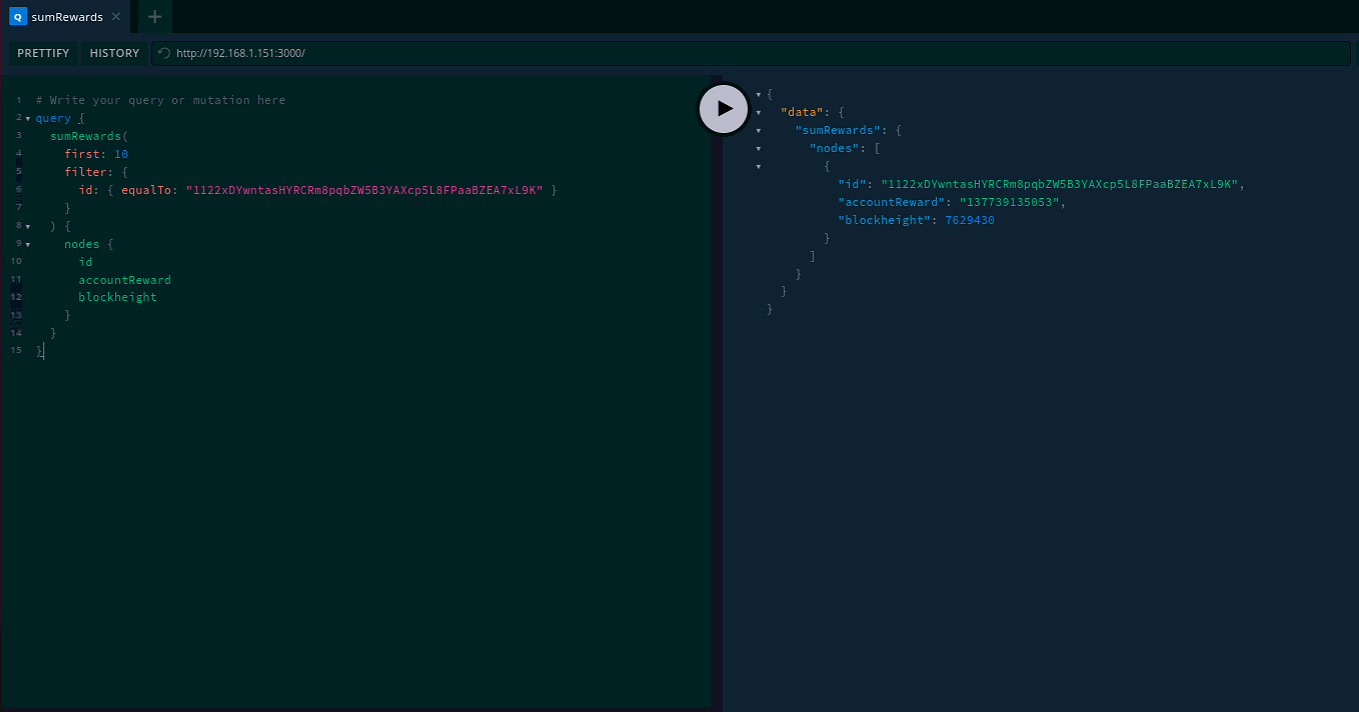 Q sumRewards
PRETTIFY HISTORY http://192.168.1.151:3000/
1 # Write your query or mutation here
2 query {
3 sumRewards(
4 first: 10
5 filter: {
6 id: { equalTo: "1122xDYwntasHYRCRm8pqbZW5B3YAXcp5L8FPaaBZEA7xL9K" }
7 }
8 ) {
9 nodes {
10 id
11 accountReward
12 blockheight
13 }
14 }
15 }
{
"data": {
"sumRewards": {
"nodes": [
{
"id": "1122xDYwntasHYRCRm8pqbZW5B3YAXcp5L8FPaaBZEA7xL9K",
"accountReward": "137739135053",
"blockheight": 7629430
}
]
}
}
}